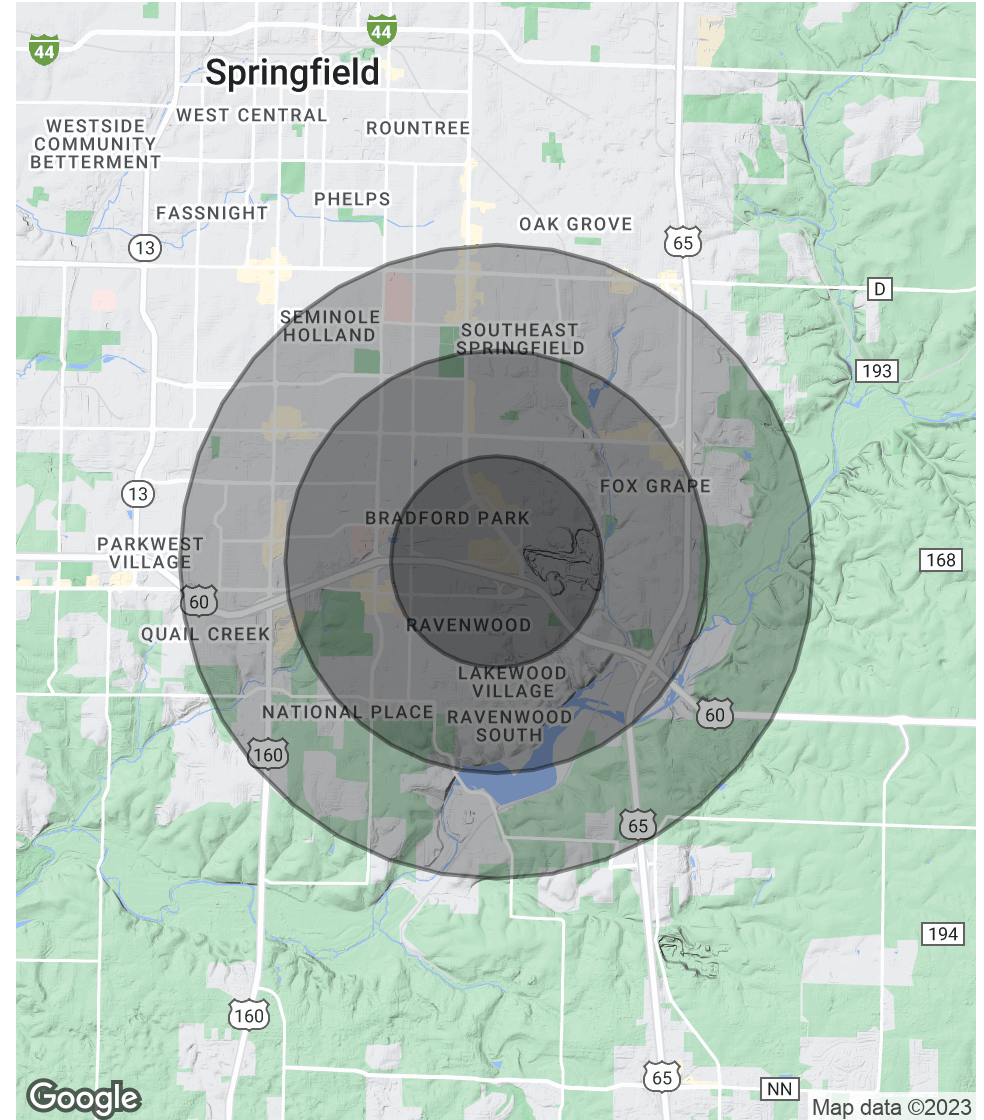 44
44
Springfield
WEST CENTRAL
ROUNTREE
WESTSIDE
COMMUNITY
BETTERMENT
PHELPS
FASSNIGHT
OAK GROVE
13
65
D
SEMINOLE
HOLLAND
SOUTHEAST
SPRINGFIELD
193
FOX GRAPE
13
BRADFORD PARK
PARKWEST
VILLAGE
168
60
RAVENWOOD
QUAIL CREEK
LAKEWOOD
VILLAGE
NATIONAL PLACE
RAVENWOOD
SOUTH
60
160
65
194
160
65
NN
Google
Map data ©2023